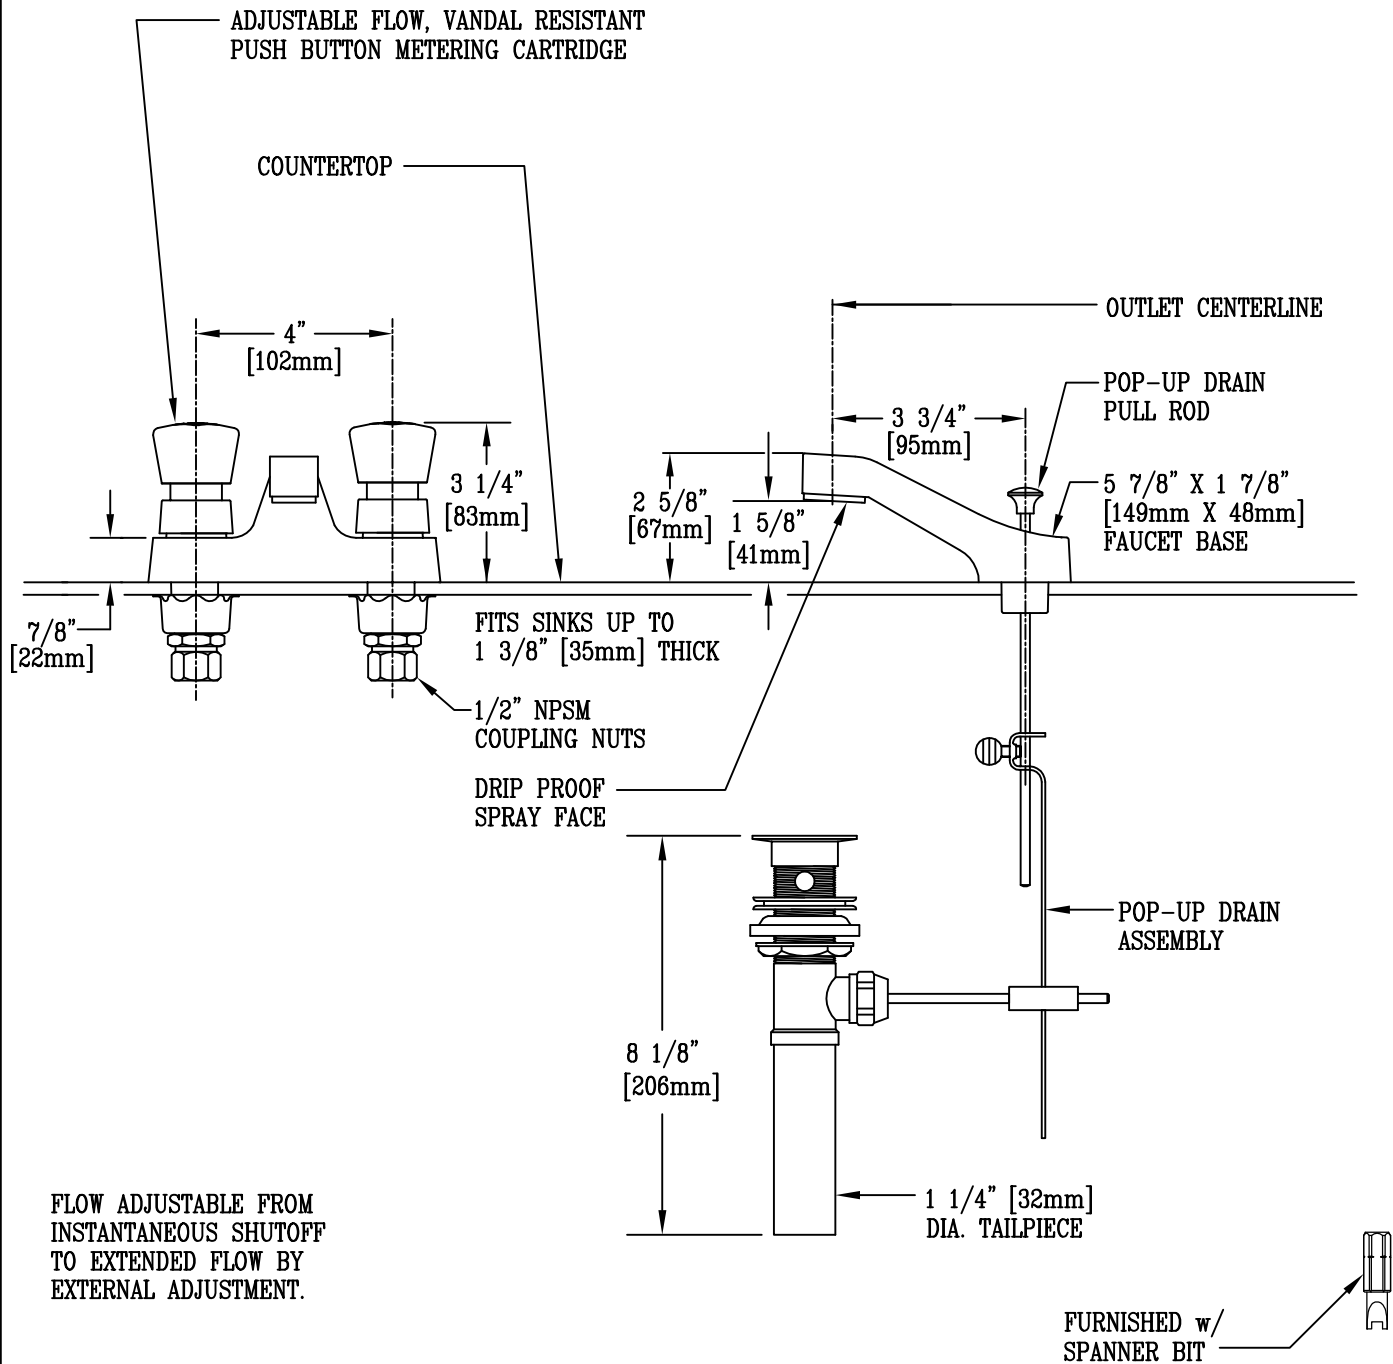 ADJUSTABLE FLOW, VANDAL RESISTANT
PUSH BUTTON METERING CARTRIDGE
COUNTERTOP
OUTLET CENTERLINE
4"
[102mm]
POP-UP DRAIN
PULL ROD
3 3/4"
[95mm]
3 1/4"
[83mm]
2 5/8"
[67mm]
1 5/8"
[41mm]
5 7/8" X 1 7/8"
[149mm X 48mm]
FAUCET BASE
7/8"
[22mm]
FITS SINKS UP TO
1 3/8" [35mm] THICK
1/2" NPSM
COUPLING NUTS
DRIP PROOF
SPRAY FACE
POP-UP DRAIN
ASSEMBLY
8 1/8"
[206mm]
1 1/4" [32mm]
DIA. TAILPIECE
FLOW ADJUSTABLE FROM
INSTANTANEOUS SHUTOFF
TO EXTENDED FLOW BY
EXTERNAL ADJUSTMENT.
FURNISHED w/
SPANNER BIT